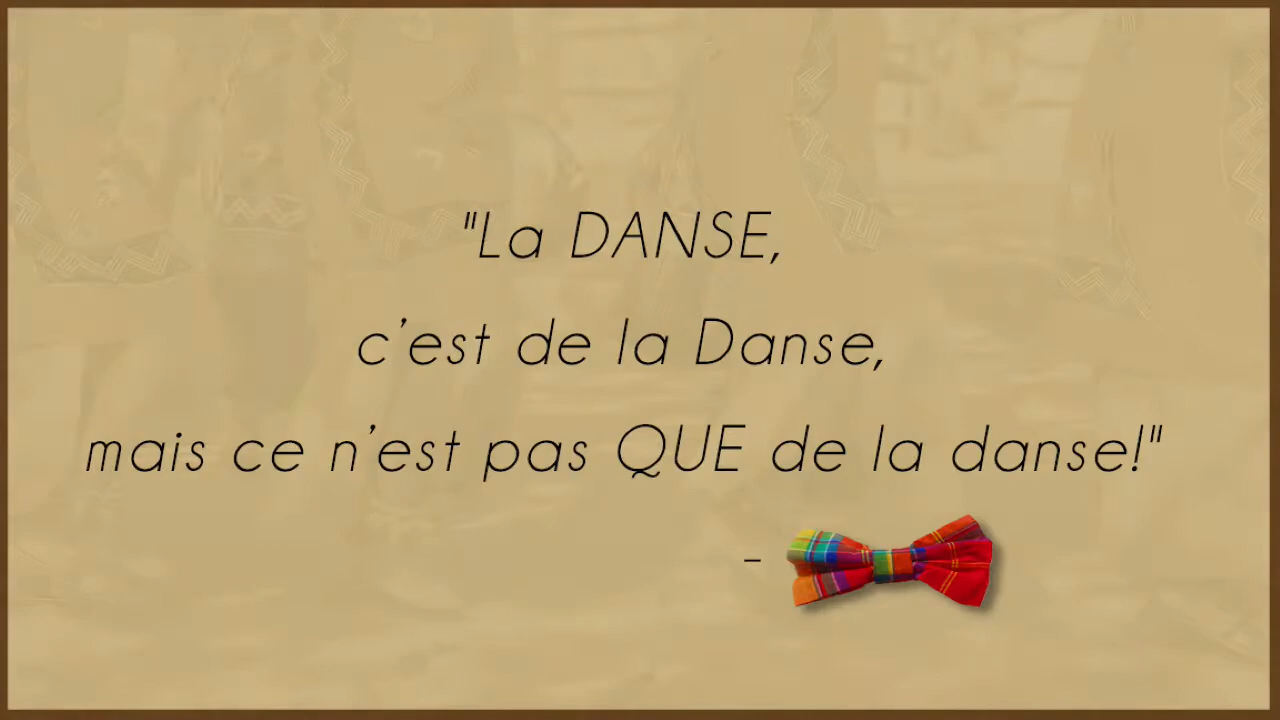 "La DANSE,
c'est de la Danse,
mais ce n'est pas QUE de la danse!"
-